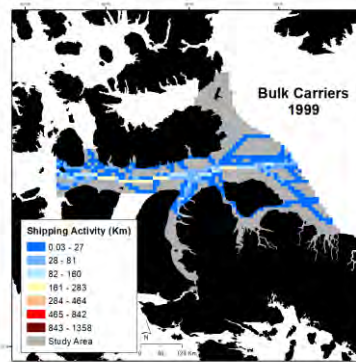 Bulk Carriers
1999
Shipping Activity (Km)
0.03 - 27
28 - 81
82 - 160
161 - 283
284 - 464
465 - 842
843 - 1358
Study Area
N